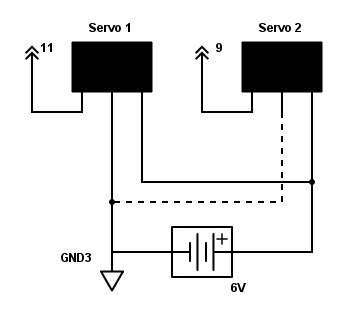 Servo 1
Servo 2
11
9
GND3
+
6V